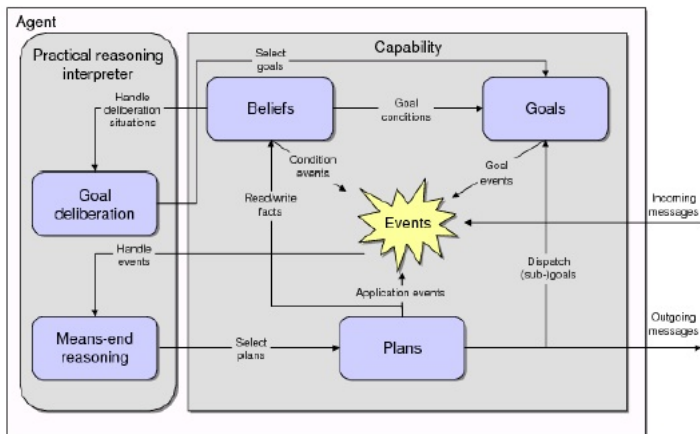 Agent
Practical reasoning
interpreter
Capability
Select
goals
Handle
deliberation
situations
Beliefs
Goal
conditions
Goals
Condition
events
Goal
events
Goal
deliberation
Read/write
facts
Events
Incoming
messages
Handle
events
Dispatch
(sub-)goals
Application events
Means-end
reasoning
Select
plans
Plans
Outgoing
messages